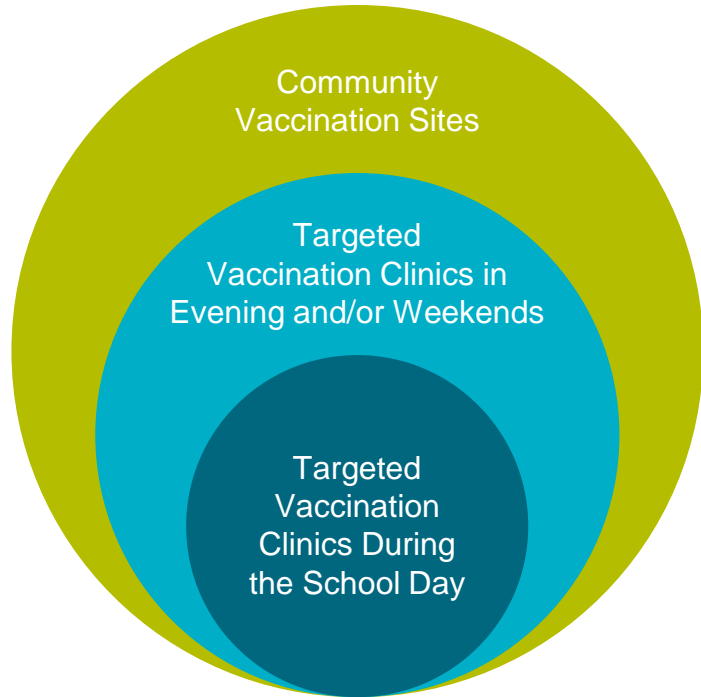 Community
Vaccination Sites
Targeted
Vaccination Clinics in
Evening and/or Weekends
Targeted
Vaccination
Clinics During
the School Day